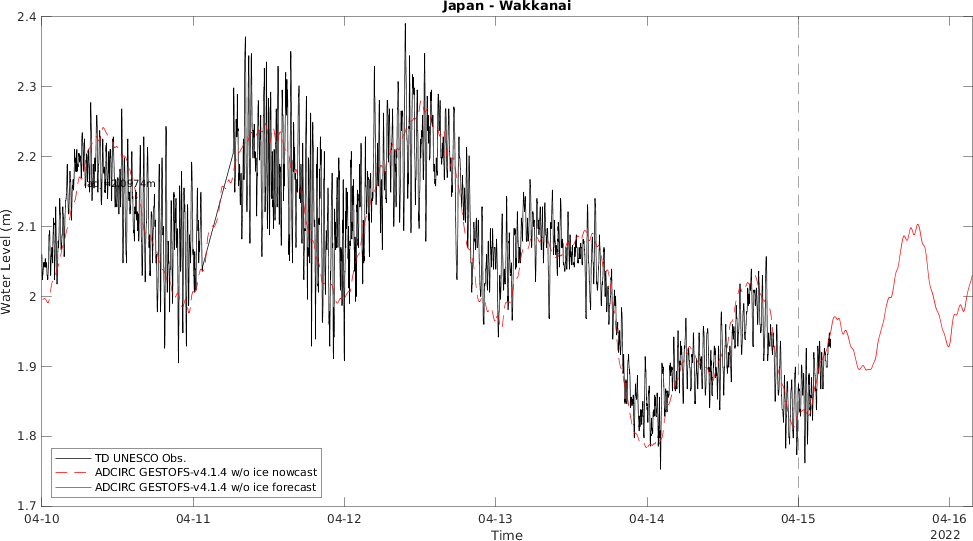 Japan - Wakkanai
2.4
2.3
2.2
2.1
2
1.9
1.8
1.7
Water Level (m)
TD UNESCO Obs.
ADCIRC GESTOFS-v4.1.4 w/o ice nowcast
ADCIRC GESTOFS-v4.1.4 w/o ice forecast
04-10
04-11
04-12
04-13
04-14
04-15
04-16
Time
2022